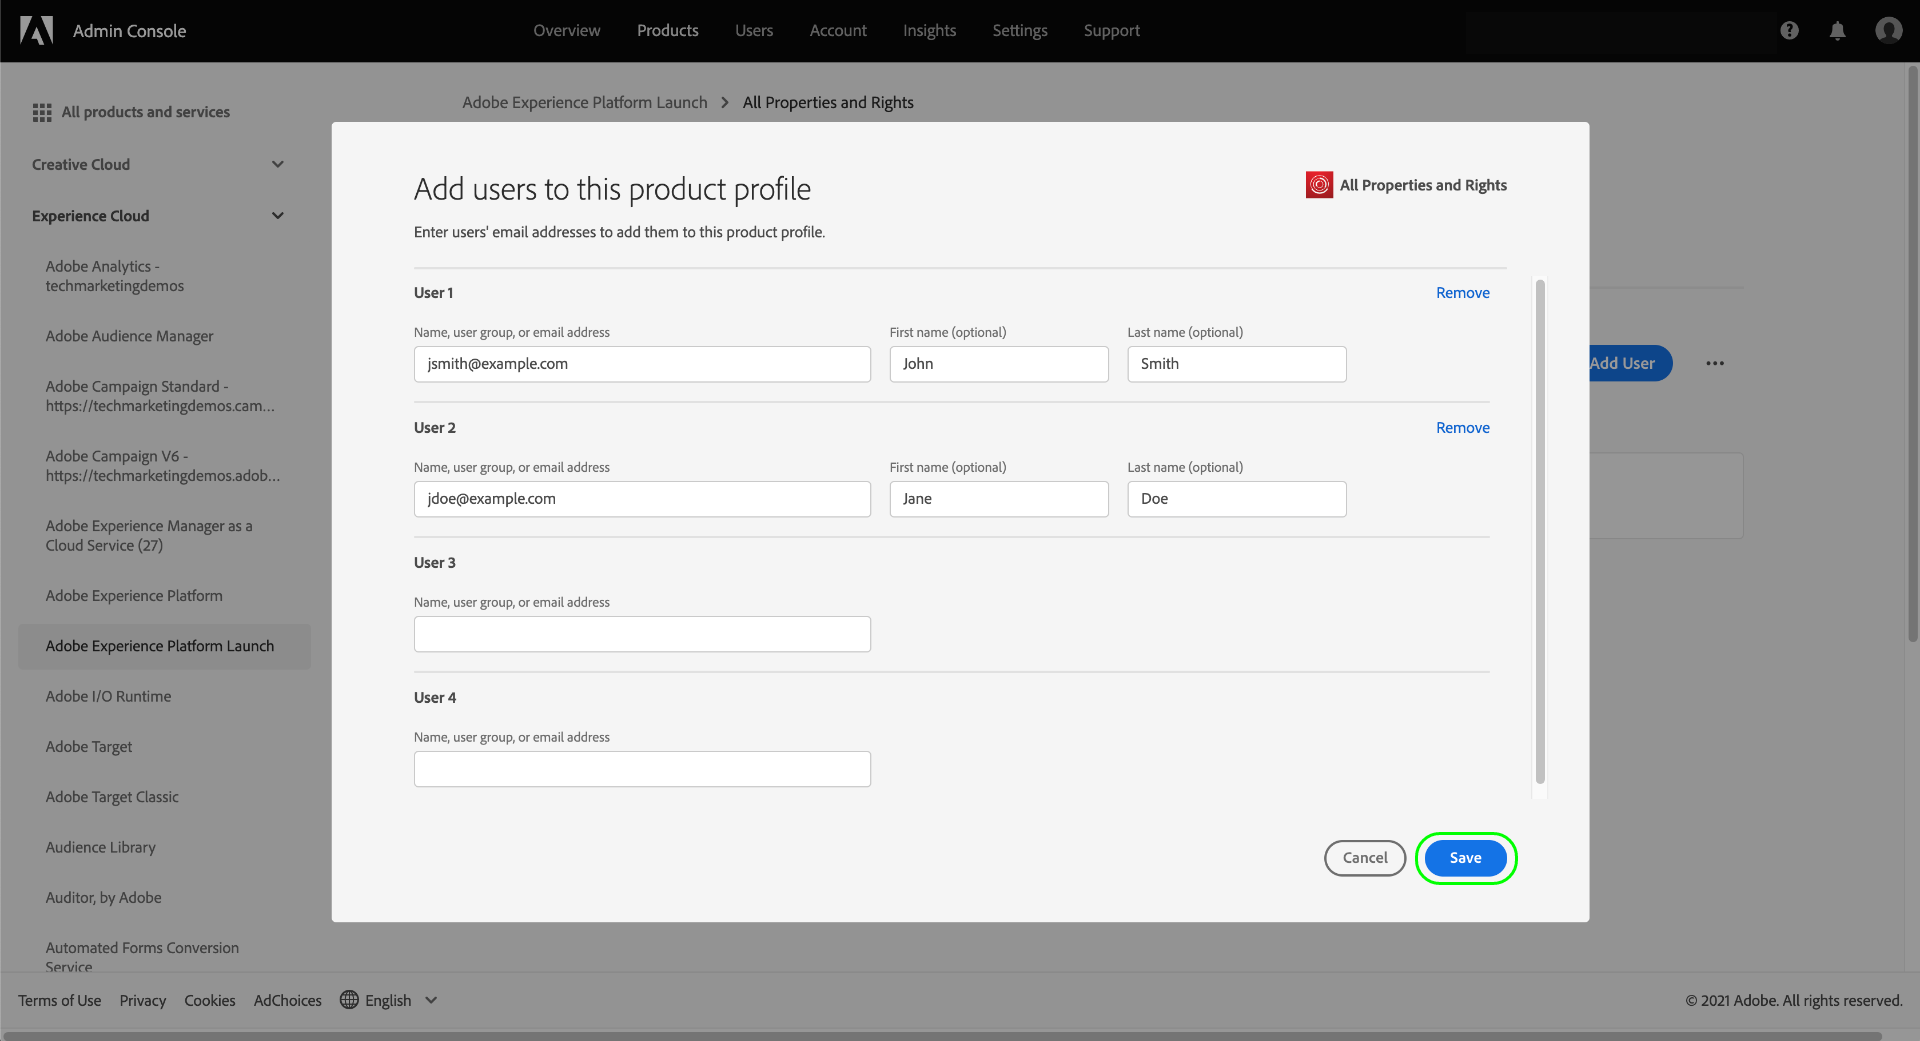 Admin Console
Overview
Products
Users
Account
Insights
Settings
Support
All products and services
Creative Cloud
Experience Cloud
Adobe Analytics -
techmarketingdemos
Adobe Audience Manager
Adobe Campaign Standard -
https://techmarketingdemos.cam...
Adobe Campaign V6 -
https://techmarketingdemos.adob...
Adobe Experience Manager as a
Cloud Service (27)
Adobe Experience Platform
Adobe Experience Platform Launch
Adobe I/O Runtime
Adobe Target
Adobe Target Classic
Audience Library
Auditor, by Adobe
Automated Forms Conversion
Service
Adobe Experience Platform Launch > All Properties and Rights
Add User
Add users to this product profile
All Properties and Rights
Enter users' email addresses to add them to this product profile.
User 1
Remove
Name, user group, or email address
First name (optional)
Last name (optional)
jsmith@example.com
John
Smith
User 2
Remove
Name, user group, or email address
First name (optional)
Last name (optional)
jdoe@example.com
Jane
Doe
User 3
Name, user group, or email address
User 4
Name, user group, or email address
Cancel
Save
Terms of Use
Privacy
Cookies
AdChoices
English
© 2021 Adobe. All rights reserved.